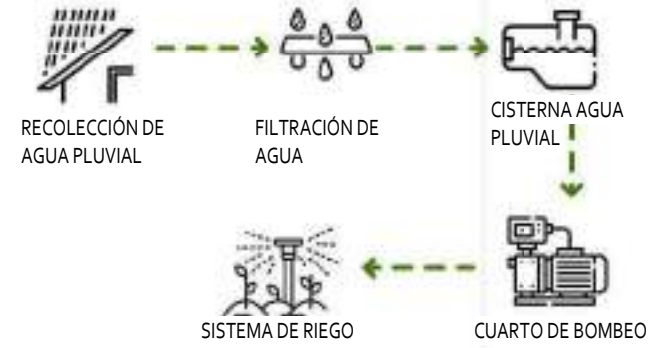 RECOLECCIÓN DE
AGUA PLUVIAL
FILTRACIÓN DE
AGUA
CISTERNA AGUA
PLUVIAL
SISTEMA DE RIEGO
CUARTO DE BOMBEO